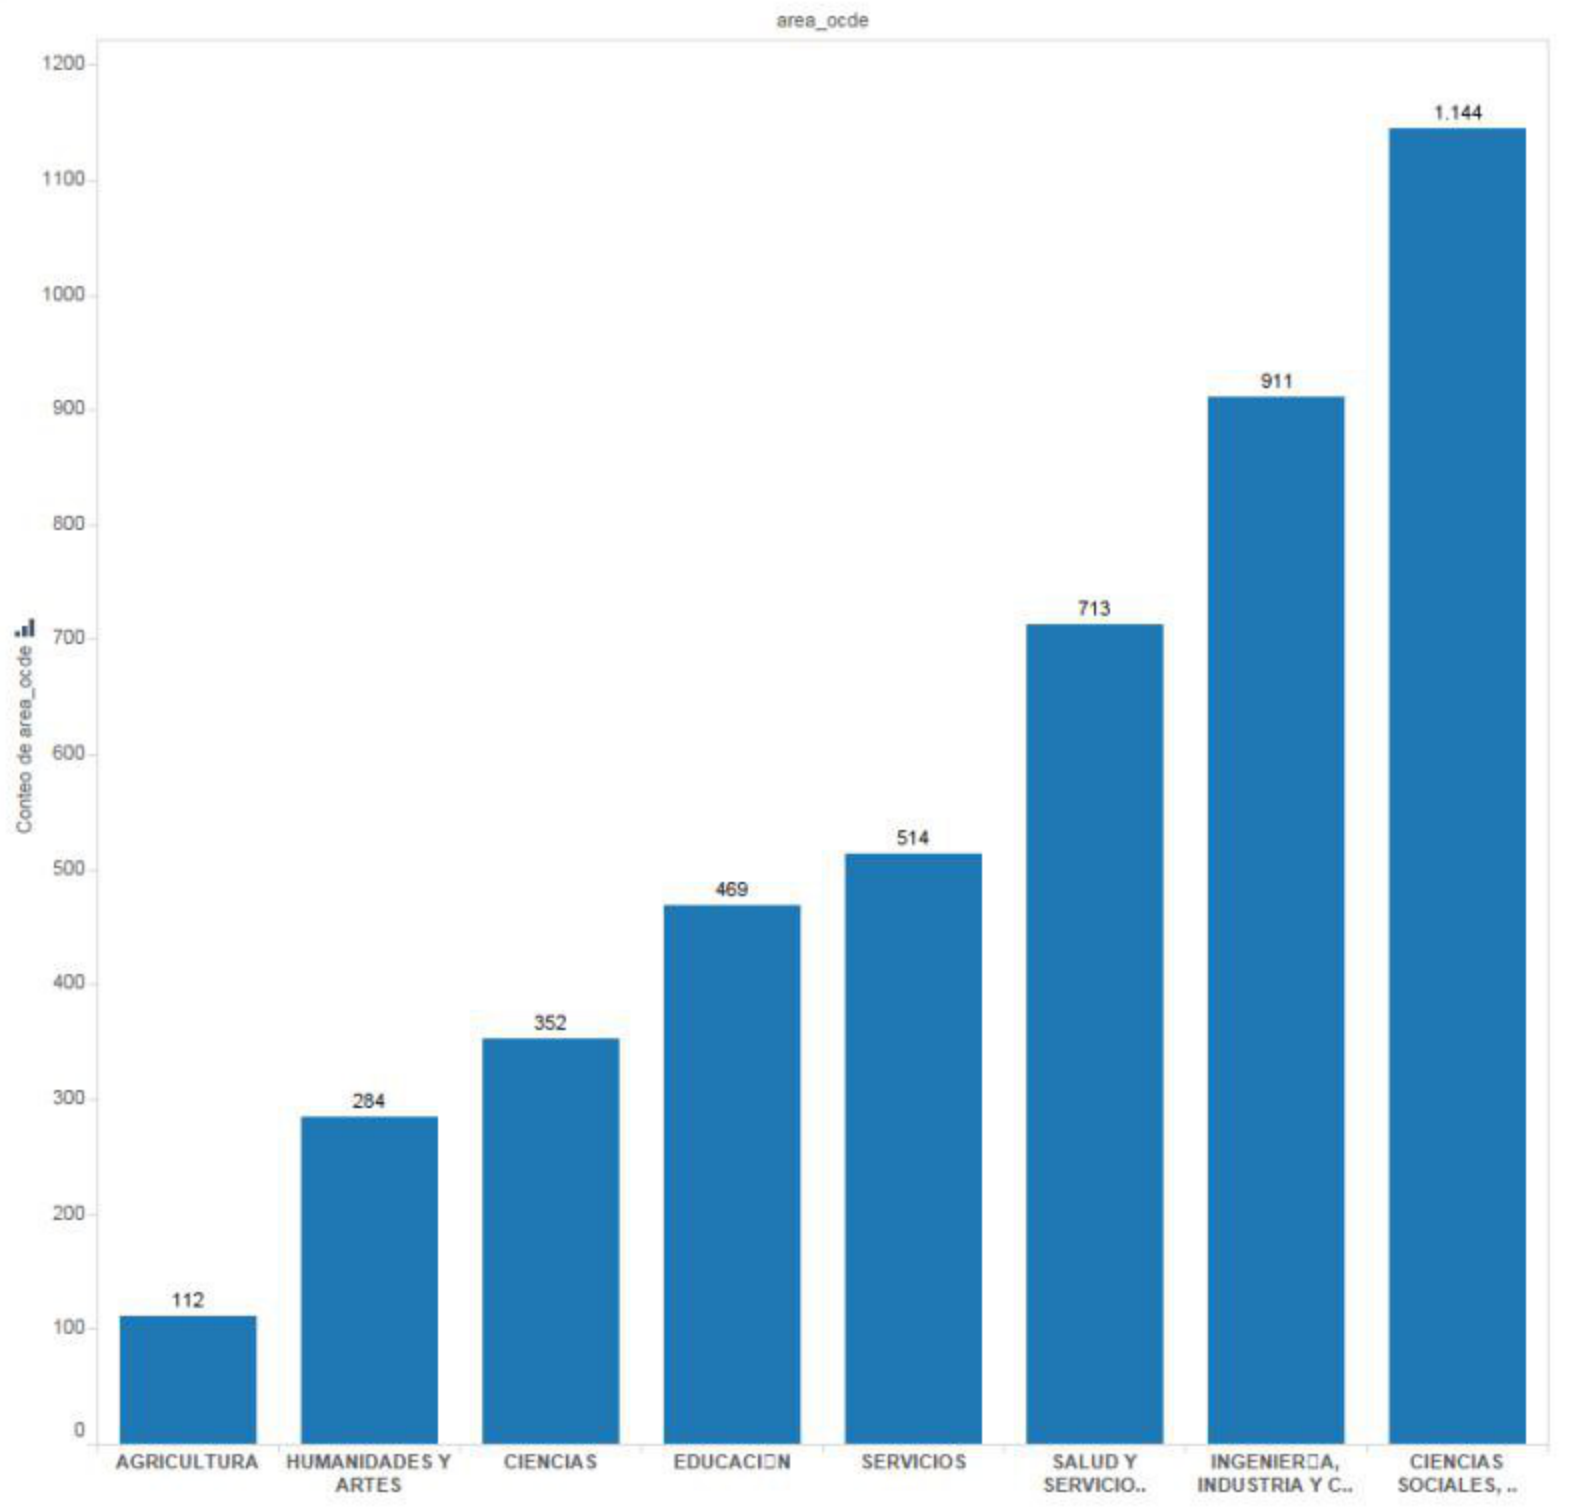 area_ocde
1200
1100
1000
900
800
700
600
500
400
300
200
100
0
Conteo de area_ocde
112
284
352
469
514
713
911
1.144
AGRICULTURA
HUMANIDADES Y
ARTES
CIENCIAS
EDUCACI□N
SERVICIOS
SALUD Y
SERVICIO..
INGENIER□A,
INDUSTRIA Y C..
CIENCIAS
SOCIALES, ..